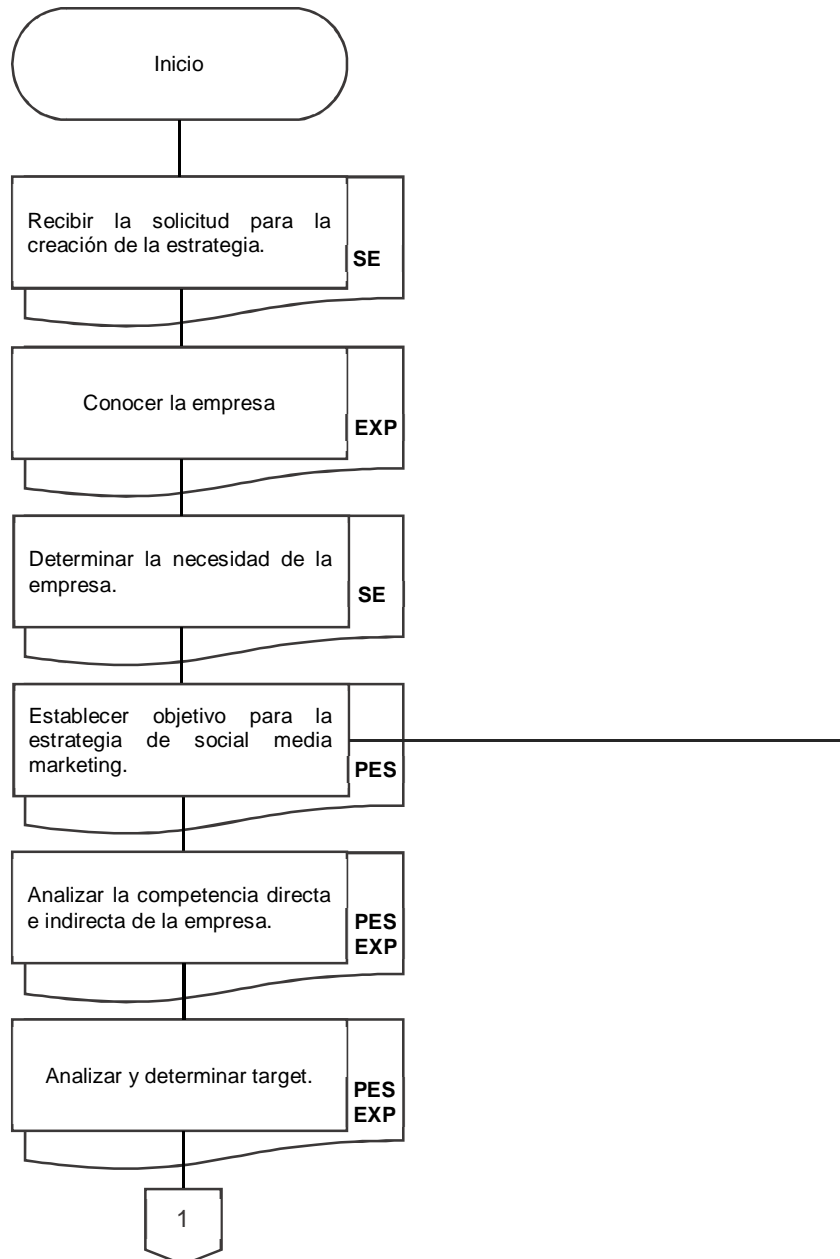 Inicio
Recibir la solicitud para la
creación de la estrategia.
SE
Conocer la empresa
EXP
Determinar la necesidad de la
empresa.
SE
Establecer objetivo para la
estrategia de social media
marketing.
PES
Analizar la competencia directa
e indirecta de la empresa.
PES
EXP
Analizar y determinar target.
PES
EXP
1